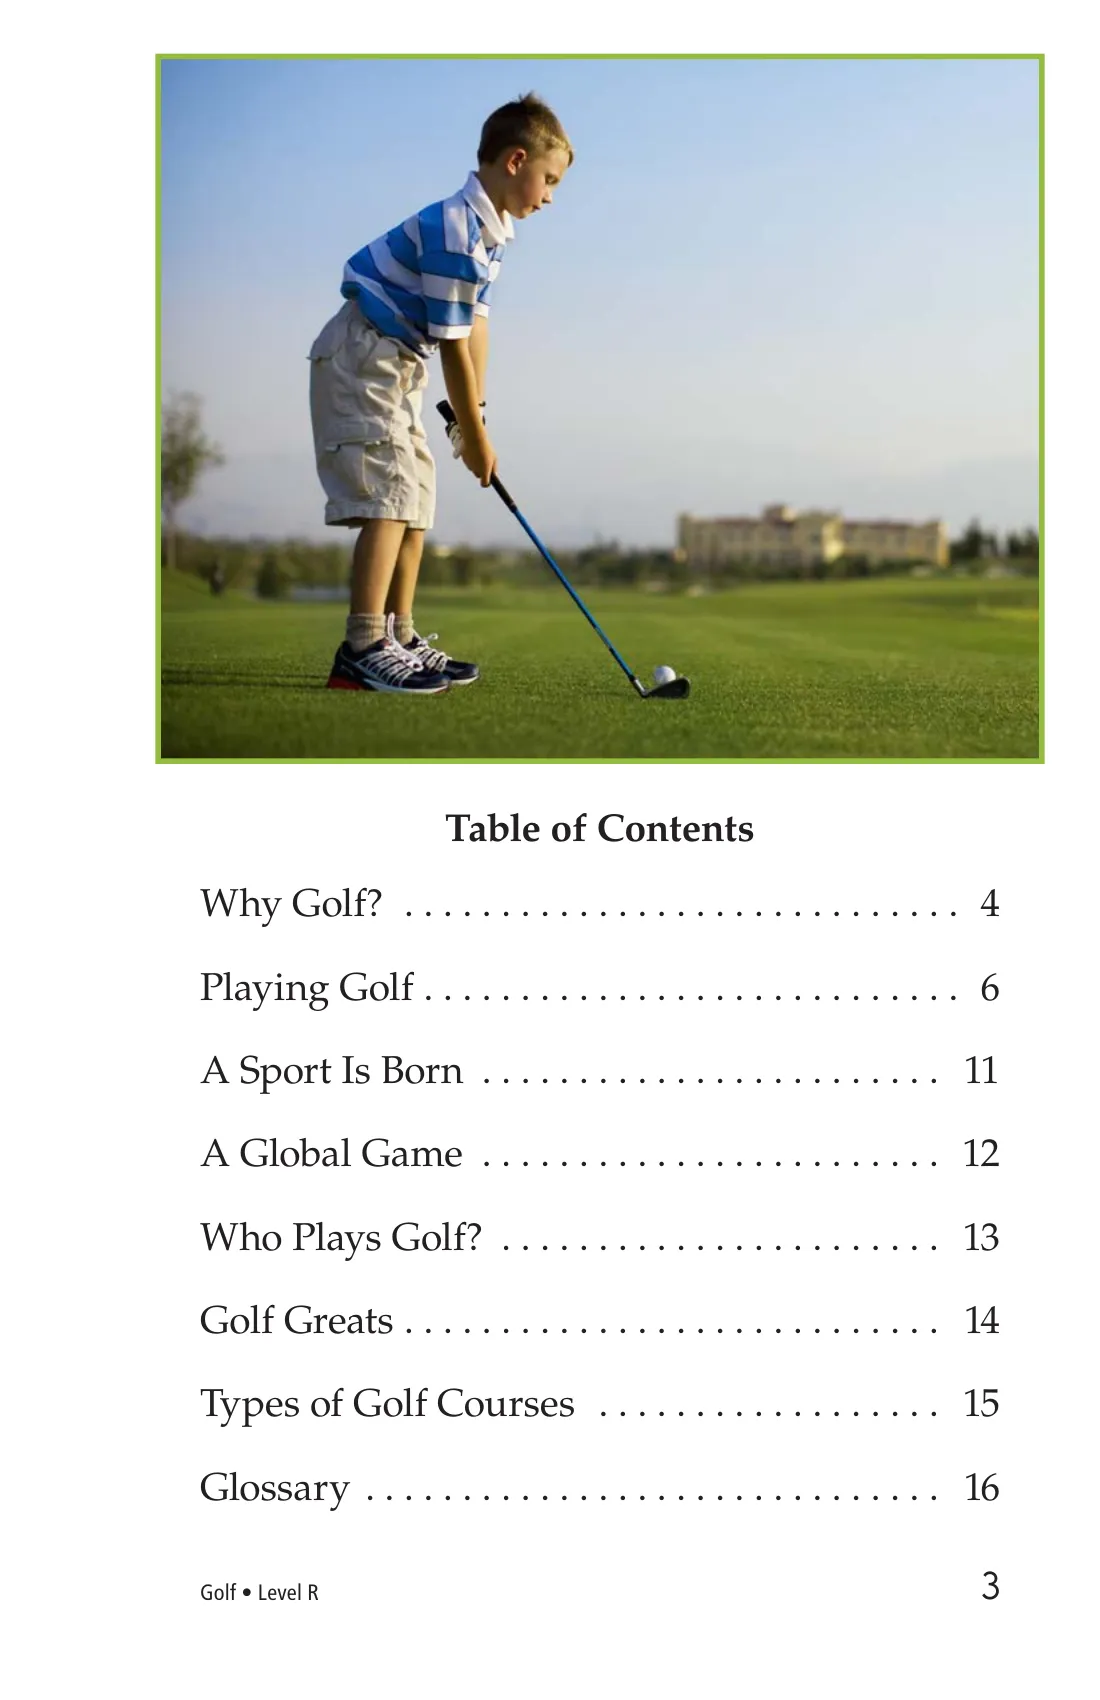 Table of Contents
Why Golf? . . . . . . . . . . . . . . . . . . . . . . . . . . . . . 4
Playing Golf . . . . . . . . . . . . . . . . . . . . . . . . . . . . 6
A Sport Is Born . . . . . . . . . . . . . . . . . . . . . . . . 11
A Global Game . . . . . . . . . . . . . . . . . . . . . . . . 12
Who Plays Golf? . . . . . . . . . . . . . . . . . . . . . . . 13
Golf Greats . . . . . . . . . . . . . . . . . . . . . . . . . . . . 14
Types of Golf Courses . . . . . . . . . . . . . . . . . . 15
Glossary . . . . . . . . . . . . . . . . . . . . . . . . . . . . . . 16
Golf • Level R 3